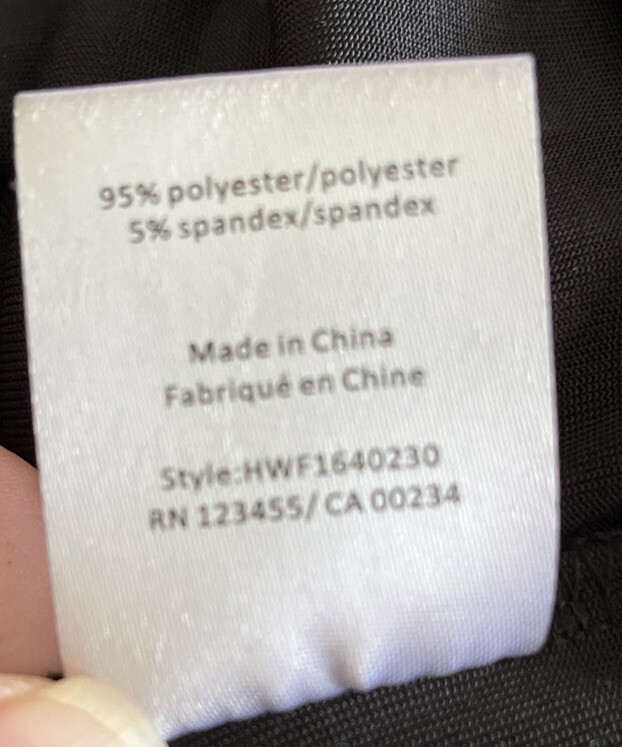 95% polyester/polyester
5% spandex/spandex
Made in China
Fabriqué en Chine
Style:HWF1640230
RN 123455/ CA 00234